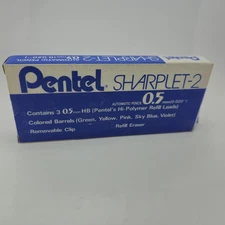 Pentel SHARPLET-2
AUTOMATIC PENCIL 0.5
Contains 3 0.5mm HB (Pentel's Hi-Polymer Refill Leads)
Colored Barrels (Green, Yellow, Pink, Sky Blue, Violet)
Removable Clip Refill Eraser